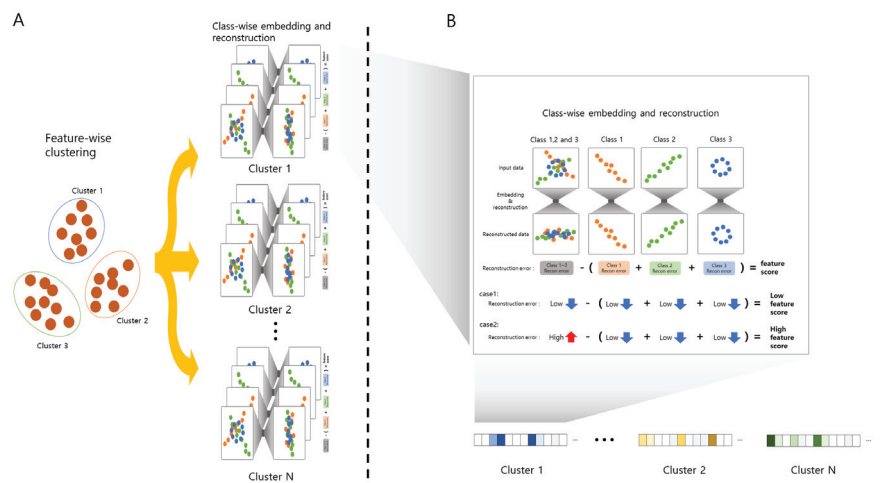 A
Feature-wise
clustering
Cluster 1
Cluster 2
Cluster 3
Class-wise embedding and
reconstruction
Cluster 1
Cluster 2
Cluster N
B
Class-wise embedding and reconstruction
Class 1,2 and 3 Class 1 Class 2 Class 3
Input data
Embedding
&
reconstruction
Reconstructed data
Reconstruction error : Class 1~3 Recon error - ( Class 1 Recon error + Class 2 Recon error + Class 3 Recon error ) = feature score
case1:
Reconstruction error : Low - ( Low + Low + Low ) = Low feature score
case2:
Reconstruction error : High - ( Low + Low + Low ) = High feature score
... ... ...
Cluster 1 Cluster 2 Cluster N